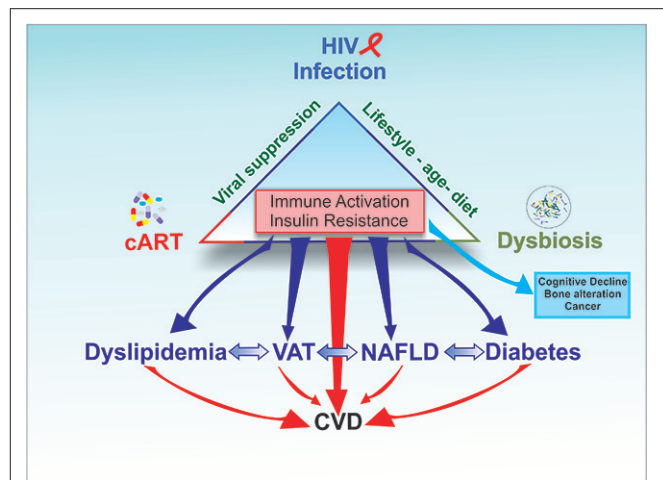 HIV
Infection
Viral suppression
Lifestyle - age- diet
Immune Activation
Insulin Resistance
cART
Dysbiosis
Cognitive Decline
Bone alteration
Cancer
Dyslipidemia
VAT
NAFLD
Diabetes
CVD